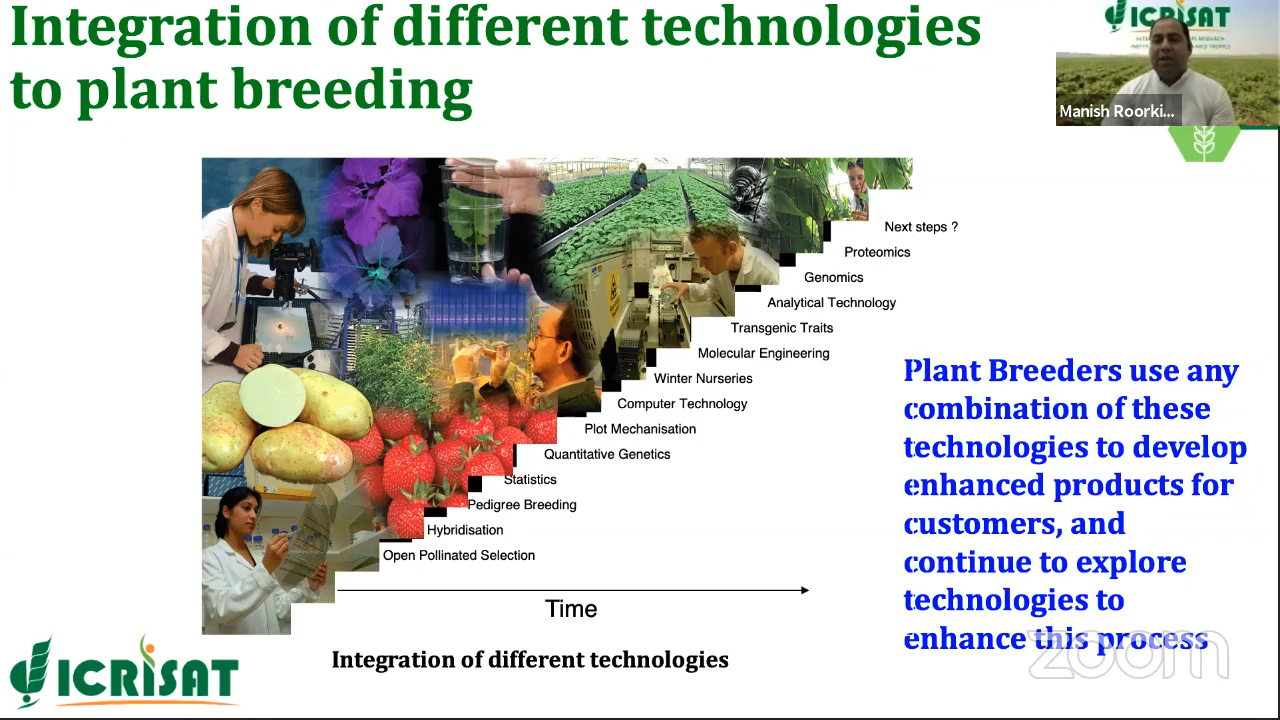 Integration of different technologies
to plant breeding
ICRISAT
Manish Roorki...
Next steps ?
Proteomics
Genomics
Analytical Technology
Transgenic Traits
Molecular Engineering
Winter Nurseries
Computer Technology
Plot Mechanisation
Quantitative Genetics
Statistics
Pedigree Breeding
Hybridisation
Open Pollinated Selection
Time
Integration of different technologies
Plant Breeders use any
combination of these
technologies to develop
enhanced products for
customers, and
continue to explore
technologies to
enhance this process
ICRISAT
zoom